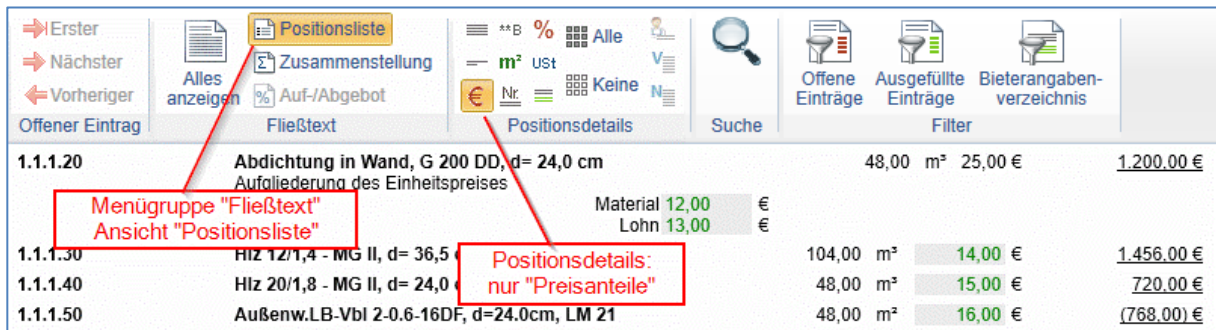 Erster
Nächster
Vorheriger
Offener Eintrag
Alles
anzeigen
Positionsliste
Zusammenstellung
Auf-/Abgebot
Fließtext
**B % Alle
m² USt
€ Nr. Keine
V
N
Positionsdetails
Suche
Offene
Einträge
Ausgefüllte
Einträge
Bieterangaben-
verzeichnis
Filter
1.1.1.20 Abdichtung in Wand, G 200 DD, d= 24,0 cm 48,00 m³ 25,00 € 1.200,00 €
Aufgliederung des Einheitspreises
Material 12,00 €
Lohn 13,00 €
Menügruppe "Fließtext"
Ansicht "Positionsliste"
Positionsdetails:
nur "Preisanteile"
1.1.1.30 Hlz 12/1,4 - MG II, d= 36,5 104,00 m³ 14,00 € 1.456,00 €
1.1.1.40 Hlz 20/1,8 - MG II, d= 24,0 48,00 m³ 15,00 € 720,00 €
1.1.1.50 Außenw.LB-Vbl 2-0.6-16DF, d=24.0cm, LM 21 48,00 m² 16,00 € (768,00) €